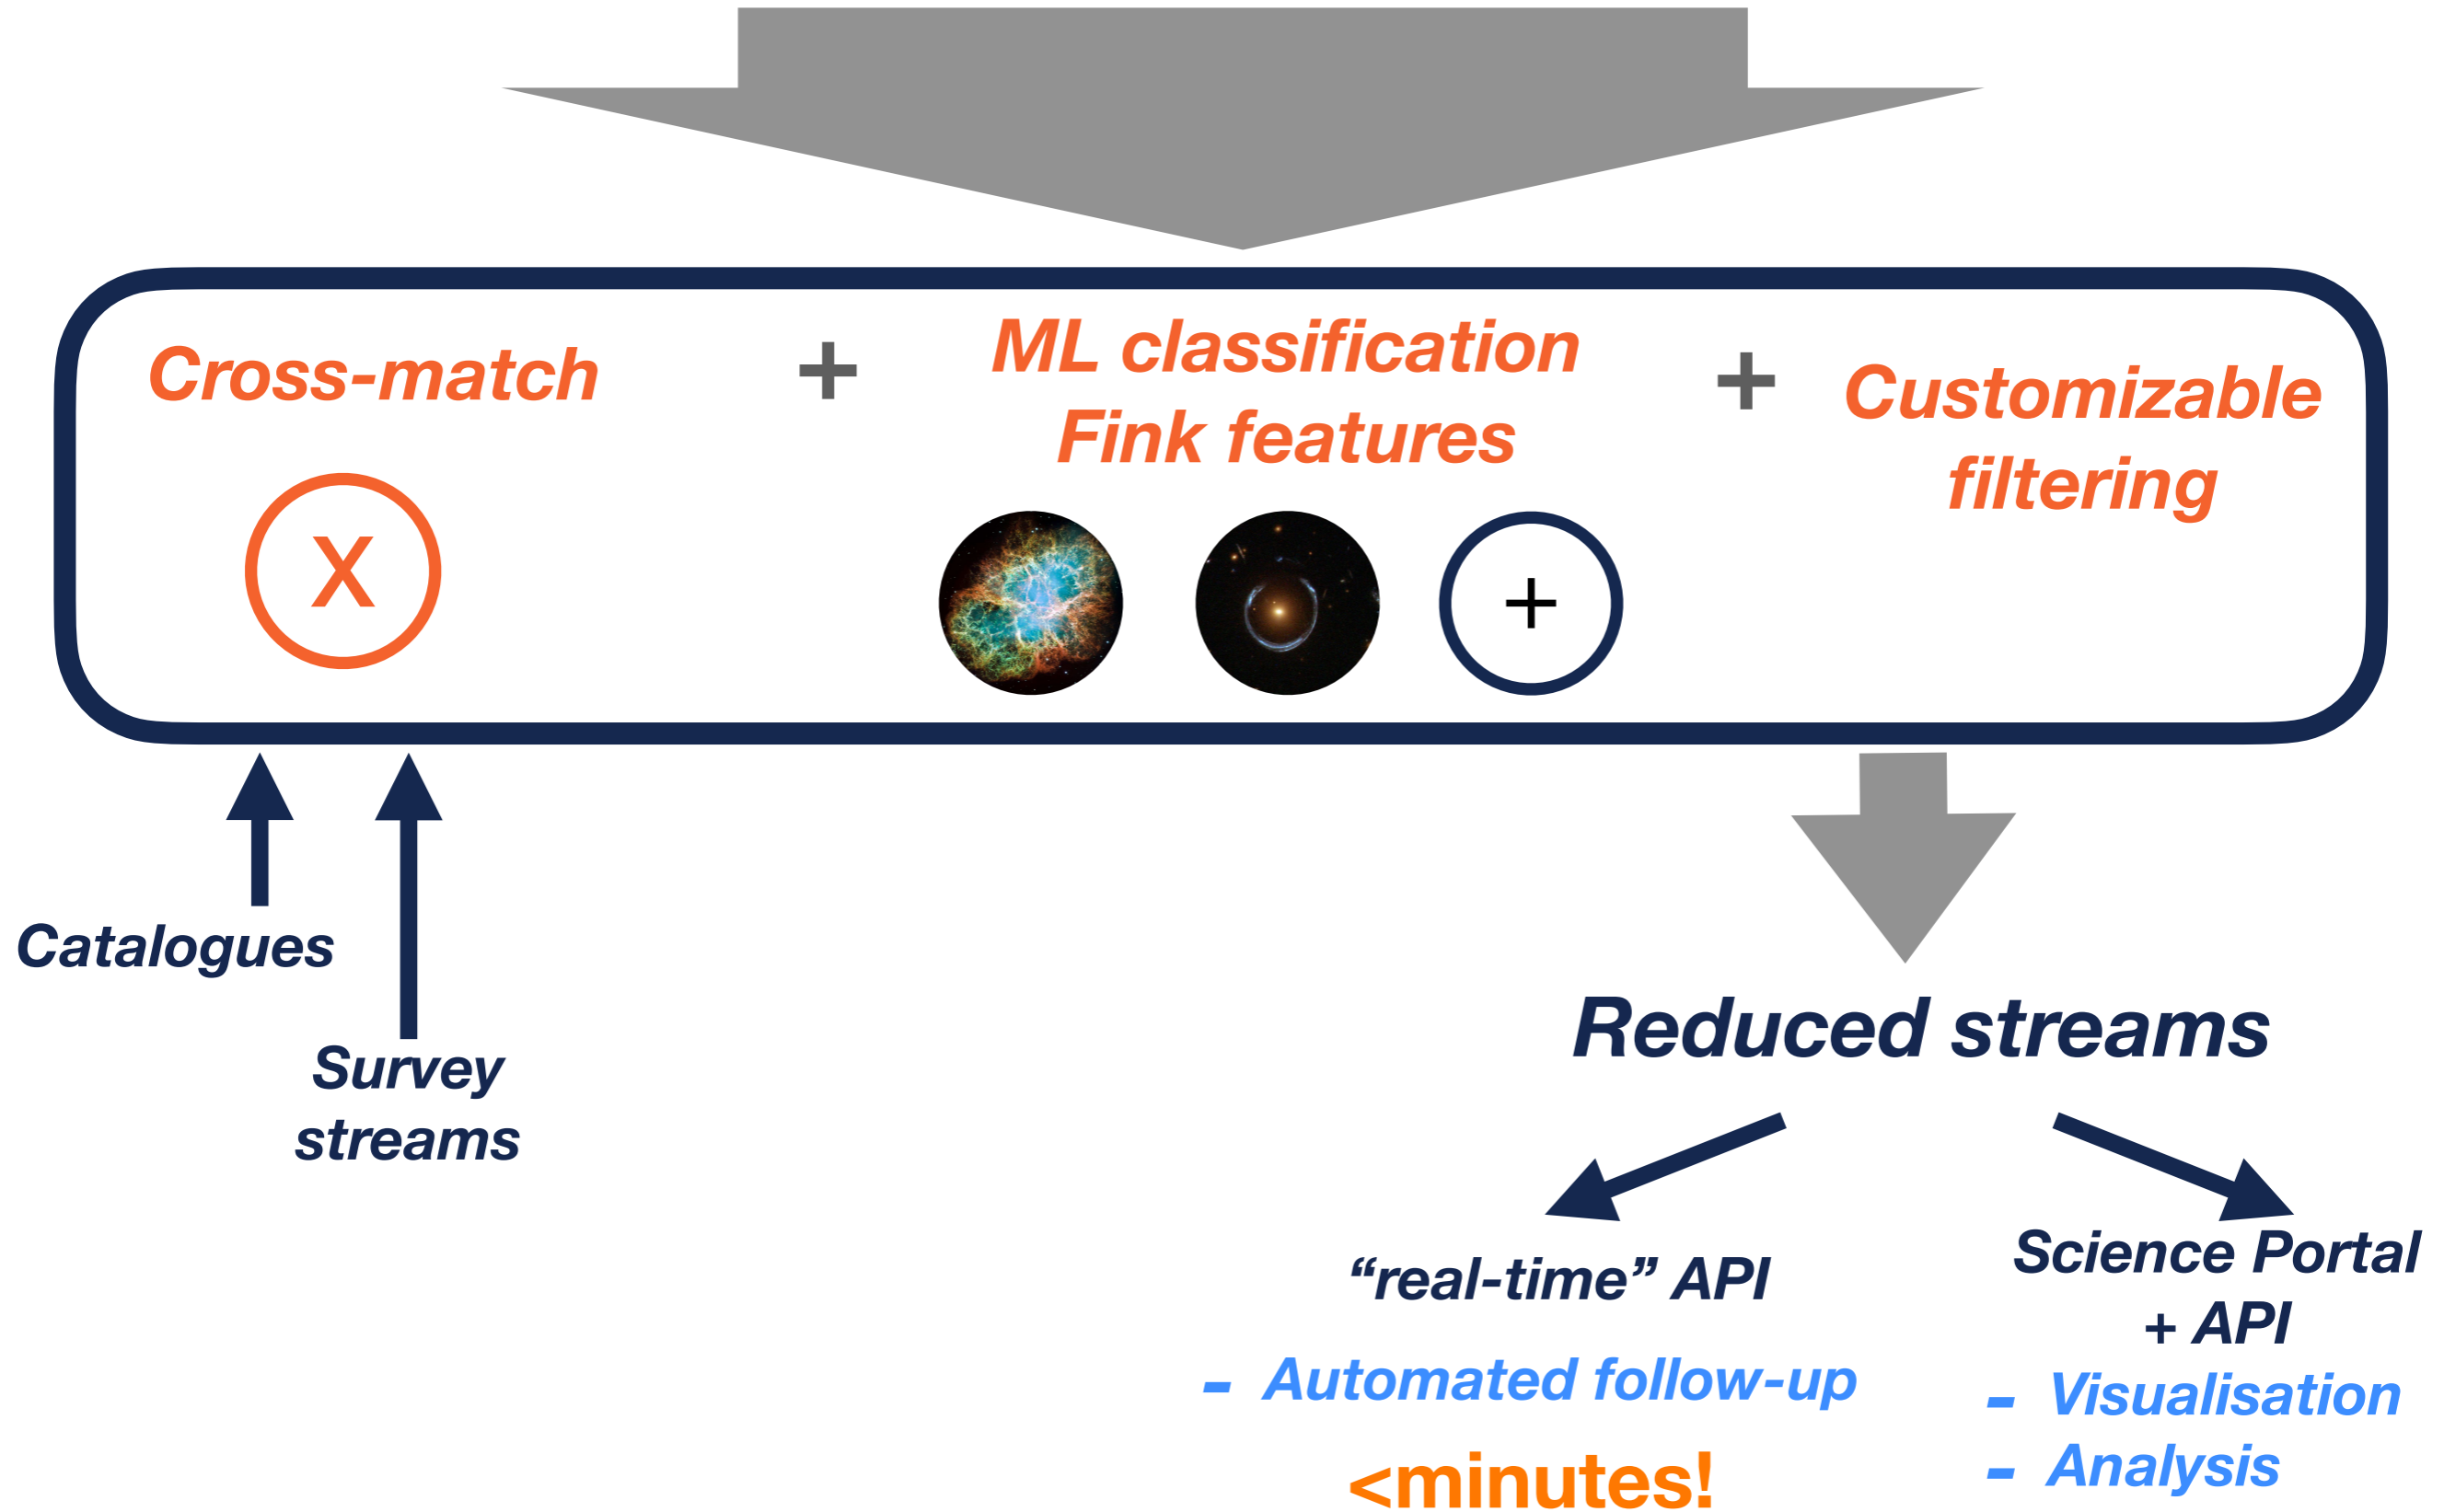 Cross-match
+
ML classification
Fink features
+
Customizable
filtering
X
+
Catalogues
Survey
streams
Reduced streams
“real-time” API
- Automated follow-up
<minutes!
Science Portal
+ API
- Visualisation
- Analysis